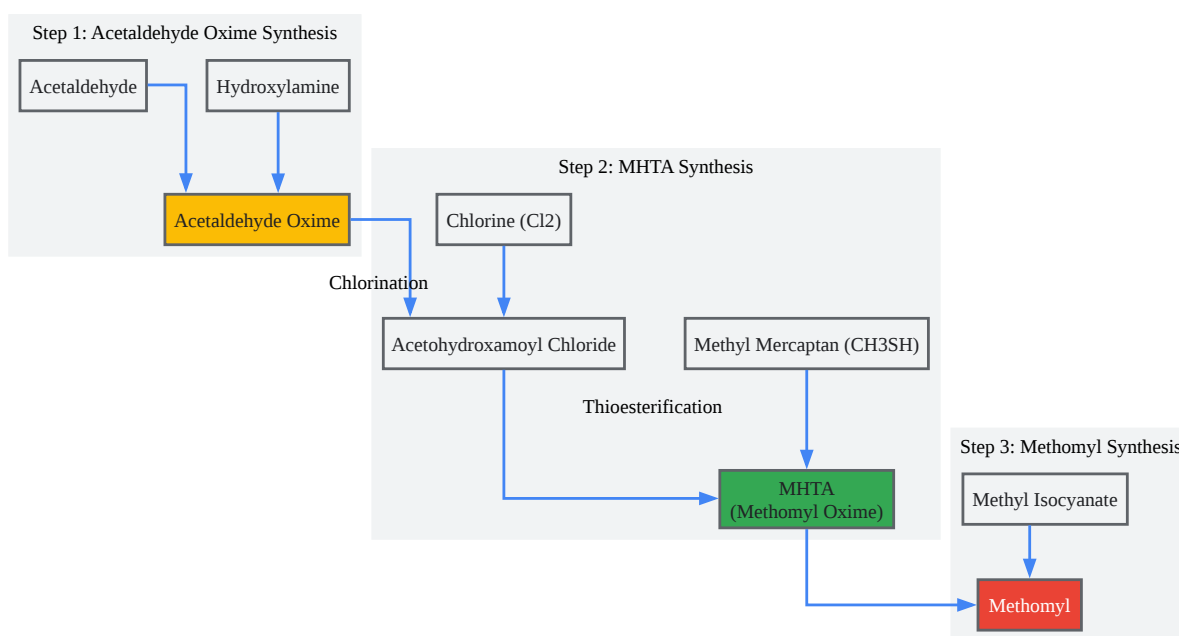 Step 1: Acetaldehyde Oxime Synthesis
Acetaldehyde
Hydroxylamine
Acetaldehyde Oxime
Step 2: MHTA Synthesis
Chlorine (Cl2)
Chlorination
Acetohydroxamoyl Chloride
Methyl Mercaptan (CH3SH)
Thioesterification
MHTA
(Methomyl Oxime)
Step 3: Methomyl Synthesis
Methyl Isocyanate
Methomyl